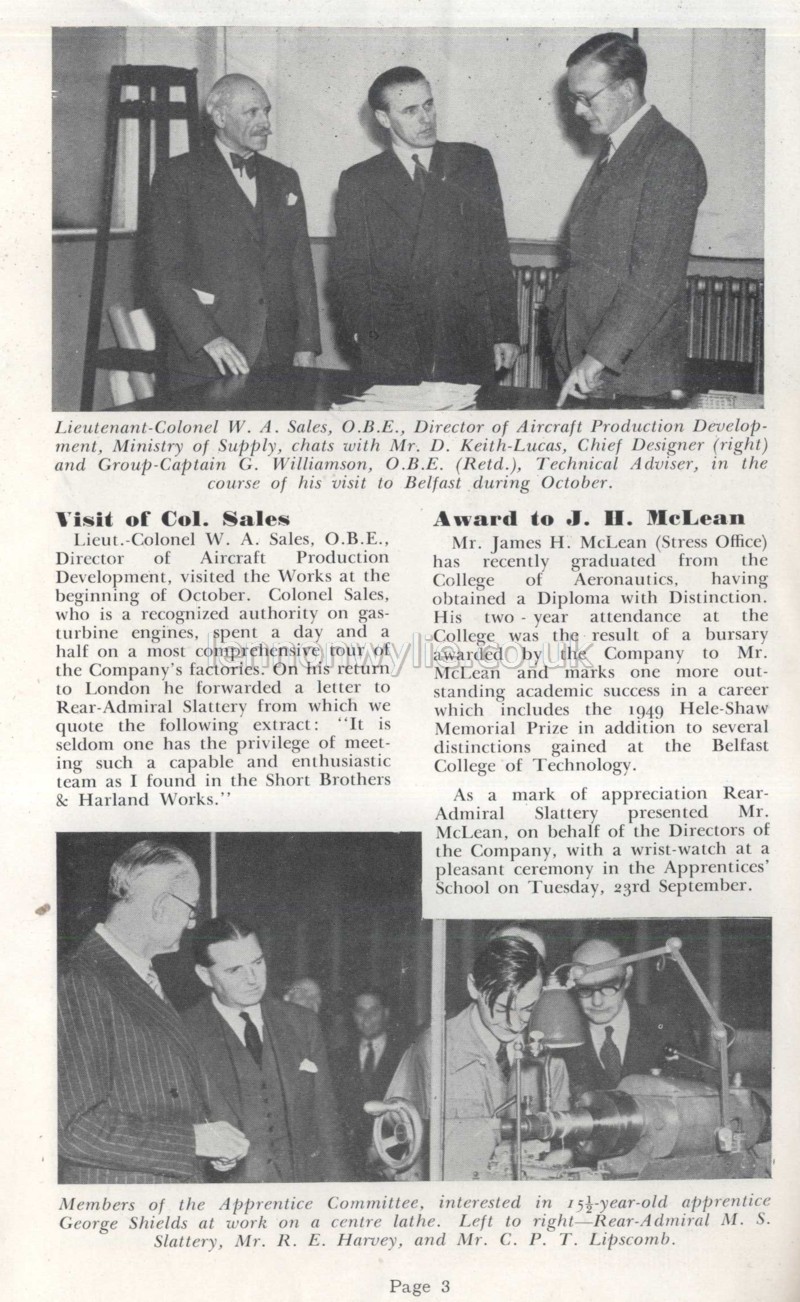 Lieutenant-Colonel W. A. Sales, O.B.E., Director of Aircraft Production Develop-
ment, Ministry of Supply, chats with Mr. D. Keith-Lucas, Chief Designer (right)
and Group-Captain G. Williamson, O.B.E. (Retd.), Technical Adviser, in the
course of his visit to Belfast during October.
Visit of Col. Sales
Lieut.-Colonel W. A. Sales, O.B.E.,
Director of Aircraft Production
Development, visited the Works at the
beginning of October. Colonel Sales,
who is a recognized authority on gas-
turbine engines, spent a day and a
half on a most comprehensive tour of
the Company's factories. On his return
to London he forwarded a letter to
Rear-Admiral Slattery from which we
quote the following extract: "It is
seldom one has the privilege of meet-
ing such a capable and enthusiastic
team as I found in the Short Brothers
& Harland Works."
Award to J. H. McLean
Mr. James H. McLean (Stress Office)
has recently graduated from the
College of Aeronautics, having
obtained a Diploma with Distinction.
His two-year attendance at the
College was the result of a bursary
awarded by the Company to Mr.
McLean and marks one more out-
standing academic success in a career
which includes the 1949 Hele-Shaw
Memorial Prize in addition to several
distinctions gained at the Belfast
College of Technology.
As a mark of appreciation Rear-
Admiral Slattery presented Mr.
McLean, on behalf of the Directors of
the Company, with a wrist-watch at a
pleasant ceremony in the Apprentices'
School on Tuesday, 23rd September.
Members of the Apprentice Committee, interested in 15½-year-old apprentice
George Shields at work on a centre lathe. Left to right—Rear-Admiral M. S.
Slattery, Mr. R. E. Harvey, and Mr. C. P. T. Lipscomb.
Page 3